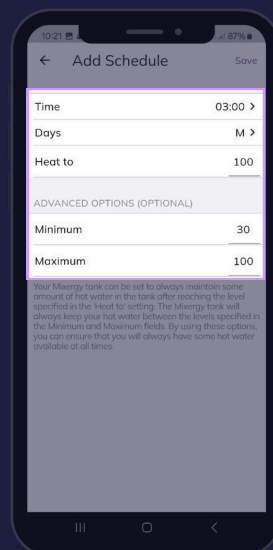 10:21 87%
Add Schedule Save
Time 03:00 >
Days M >
Heat to 100
ADVANCED OPTIONS (OPTIONAL)
Minimum 30
Maximum 100
Your Mixergy tank can be set to always maintain some
amount of hot water in the tank after reaching the level
specified in the 'Heat to' setting. The Mixergy tank will
always keep your hot water between the levels specified in
the Minimum and Maximum fields. By using these options,
you can ensure that you will always have some hot water
available at all times.